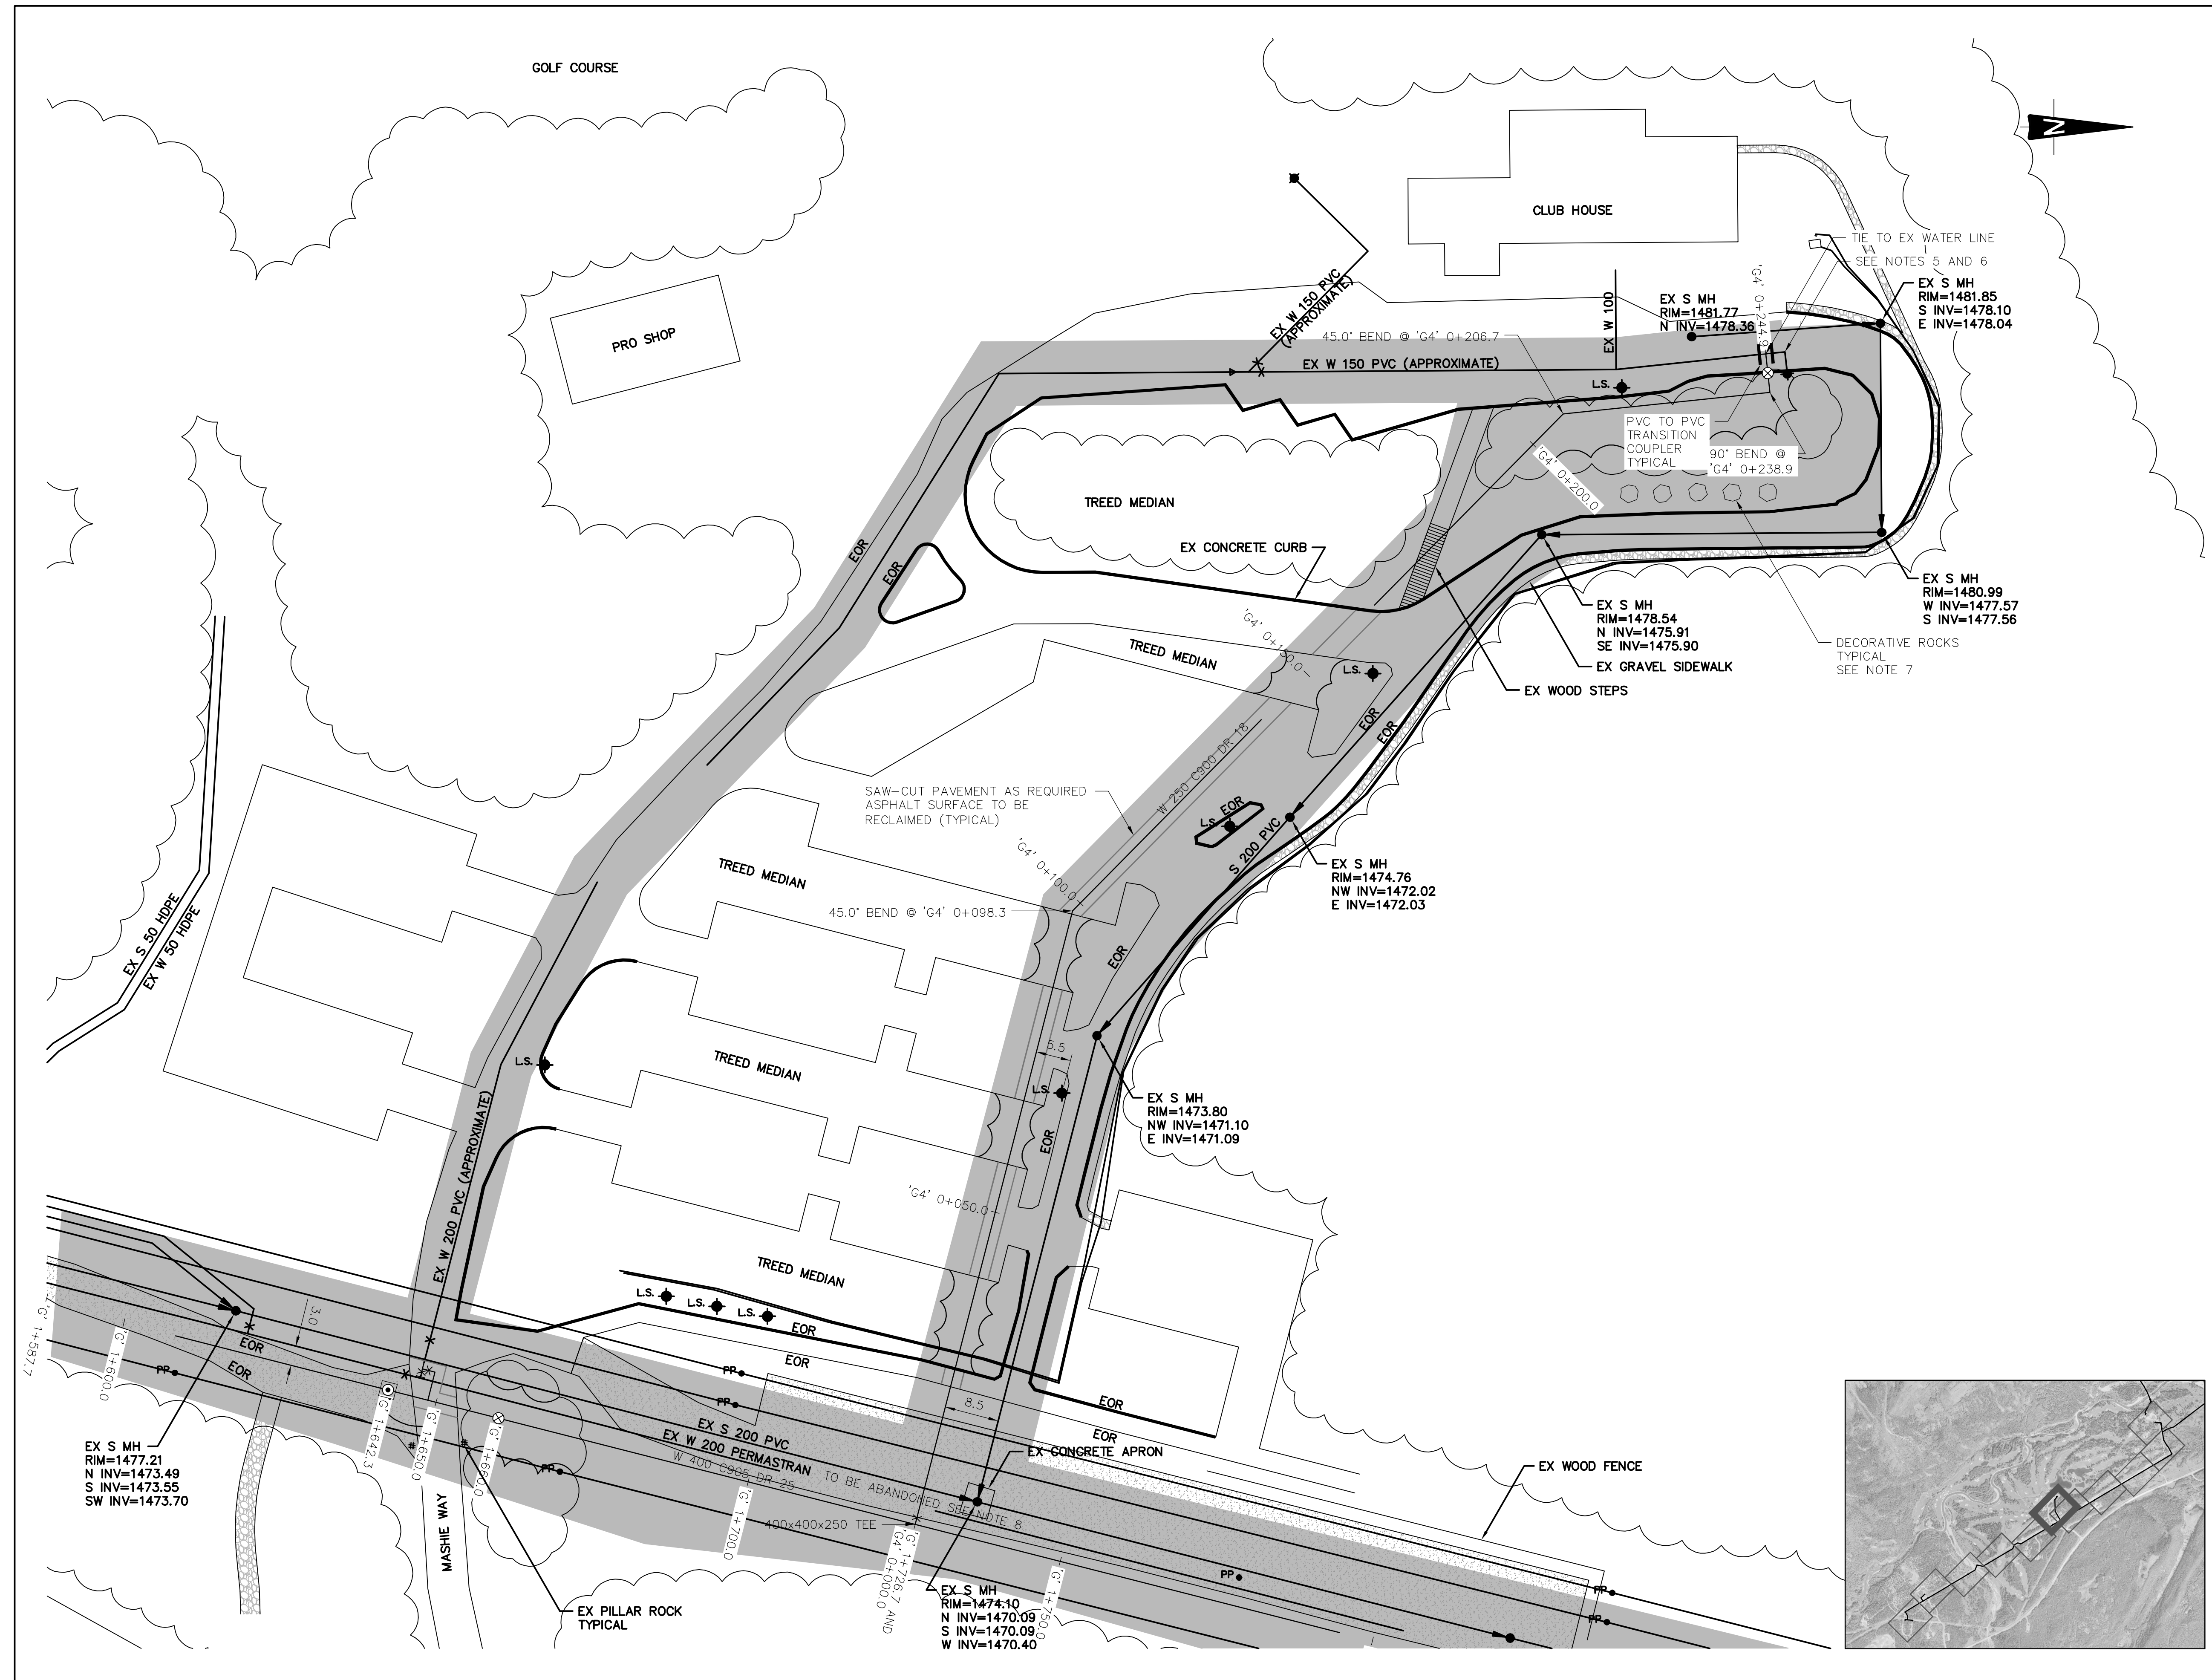 GOLF COURSE
N
CLUB HOUSE
PRO SHOP
TIE TO EX WATER LINE
SEE NOTES 5 AND 6
EX S MH
RIM=1481.85
S INV=1478.10
E INV=1478.04
EX S MH
RIM=1481.77
N INV=1478.36
'G4' 0+244.9
EX W 100
EX W 150 PVC
(APPROXIMATE)
45.0° BEND @ 'G4' 0+206.7
EX W 150 PVC (APPROXIMATE)
L.S.
PVC TO PVC
TRANSITION
COUPLER
TYPICAL
90° BEND @
'G4' 0+238.9
'G4' 0+200.0
TREED MEDIAN
EX CONCRETE CURB
EOR
EOR
EX S MH
RIM=1480.99
W INV=1477.57
S INV=1477.56
EX S MH
RIM=1478.54
N INV=1475.91
SE INV=1475.90
DECORATIVE ROCKS
TYPICAL
SEE NOTE 7
EX GRAVEL SIDEWALK
EX WOOD STEPS
'G4' 0+150.0
TREED MEDIAN
L.S.
EOR
EOR
W 250 C900 DR 18
SAW-CUT PAVEMENT AS REQUIRED
ASPHALT SURFACE TO BE
RECLAIMED (TYPICAL)
EOR
L.S.
S 200 PVC
EX S MH
RIM=1474.76
NW INV=1472.02
E INV=1472.03
TREED MEDIAN
'G4' 0+100.0
45.0° BEND @ 'G4' 0+098.3
EX S 50 HDPE
EX W 50 HDPE
EOR
5.5
L.S.
L.S.
TREED MEDIAN
EX S MH
RIM=1473.80
NW INV=1471.10
E INV=1471.09
EOR
EX W 200 PVC (APPROXIMATE)
'G4' 0+050.0
TREED MEDIAN
L.S.
L.S.
L.S.
EOR
3.0
EOR
EOR
EOR
PP
PP
PP
EOR
EOR
8.5
'G' 1+587.7
'G' 1+600.0
'G' 1+642.3
'G' 1+650.0
'G' 1+660.0
'G' 1+700.0
EX S 200 PVC
EX W 200 PERMASTRAN
TO BE ABANDONED SEE NOTE 8
W 400 C905 DR 25
EX CONCRETE APRON
EX WOOD FENCE
EX S MH
RIM=1477.21
N INV=1473.49
S INV=1473.55
SW INV=1473.70
PP
400x400x250 TEE
MASHIE WAY
'G' 1+726.7 AND
'G4' 0+000.0
'G' 1+750.0
PP
PP
PP
EX PILLAR ROCK
TYPICAL
EX S MH
RIM=1474.10
N INV=1470.09
S INV=1470.09
W INV=1470.40